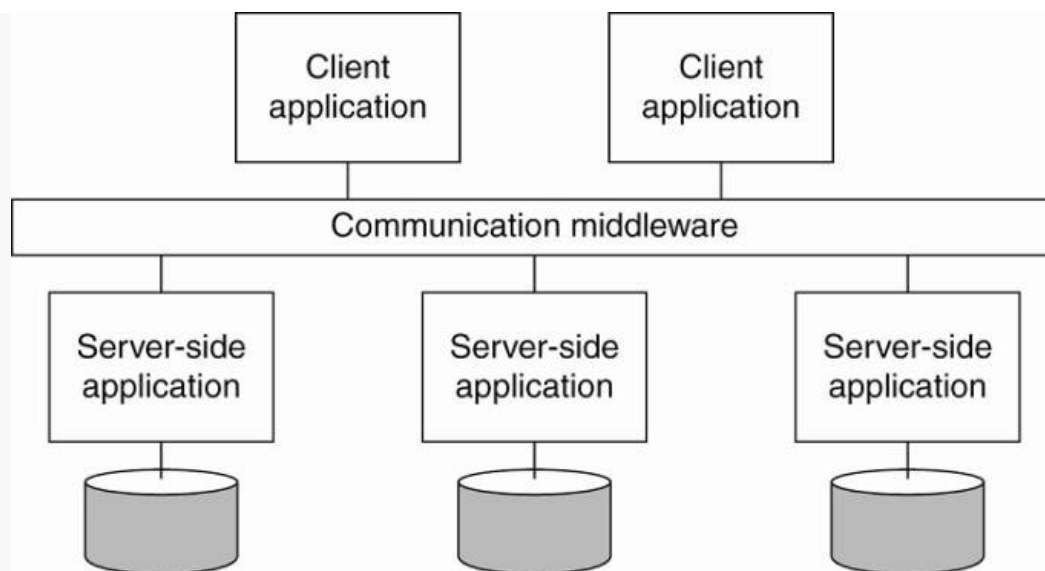 Client
application
Client
application
Communication middleware
Server-side
application
Server-side
application
Server-side
application